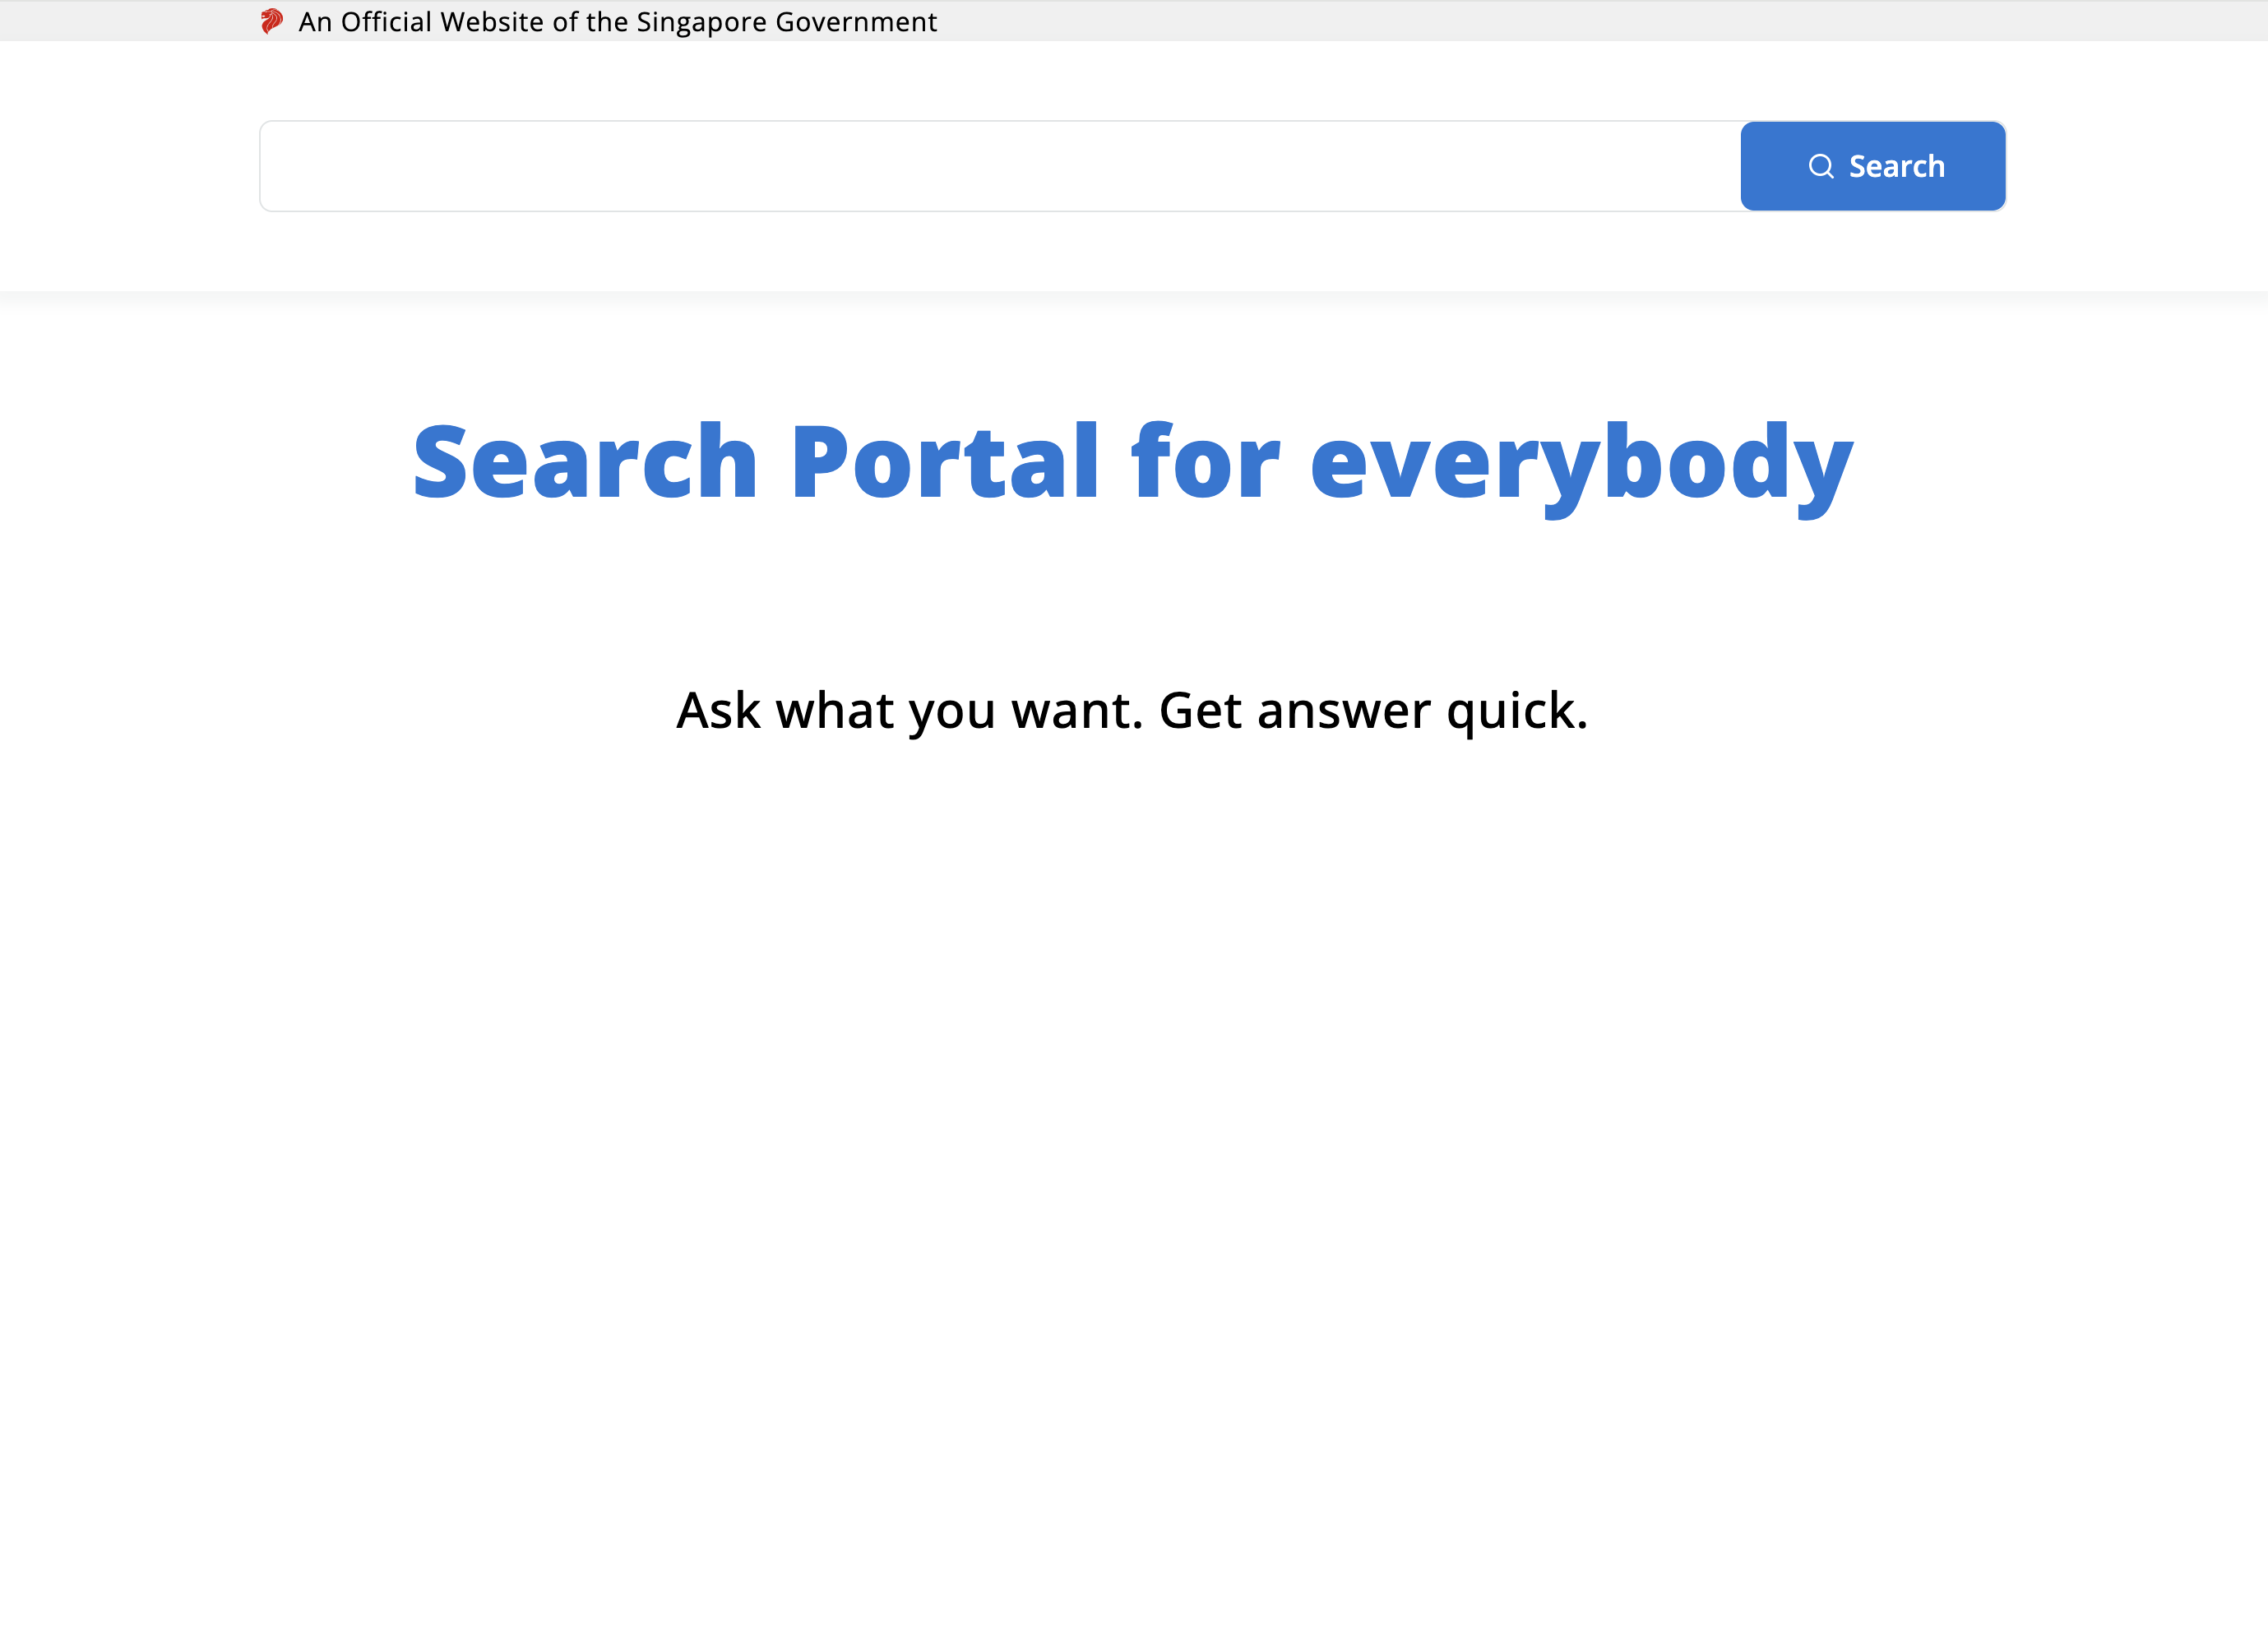 An Official Website of the Singapore Government
Search
Search Portal for everybody
Ask what you want. Get answer quick.